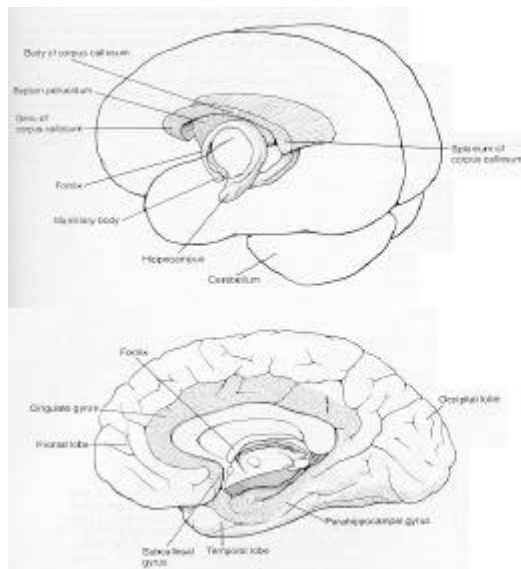 Body of corpus callosum
Septum pellucidum
Genu of
corpus callosum
Splenium of
corpus callosum
Fornix
Mammillary body
Hippocampus
Cerebellum
Fornix
Cingulate gyrus
Occipital lobe
Frontal lobe
Parahippocampal gyrus
Subcallosal
gyrus
Temporal lobe